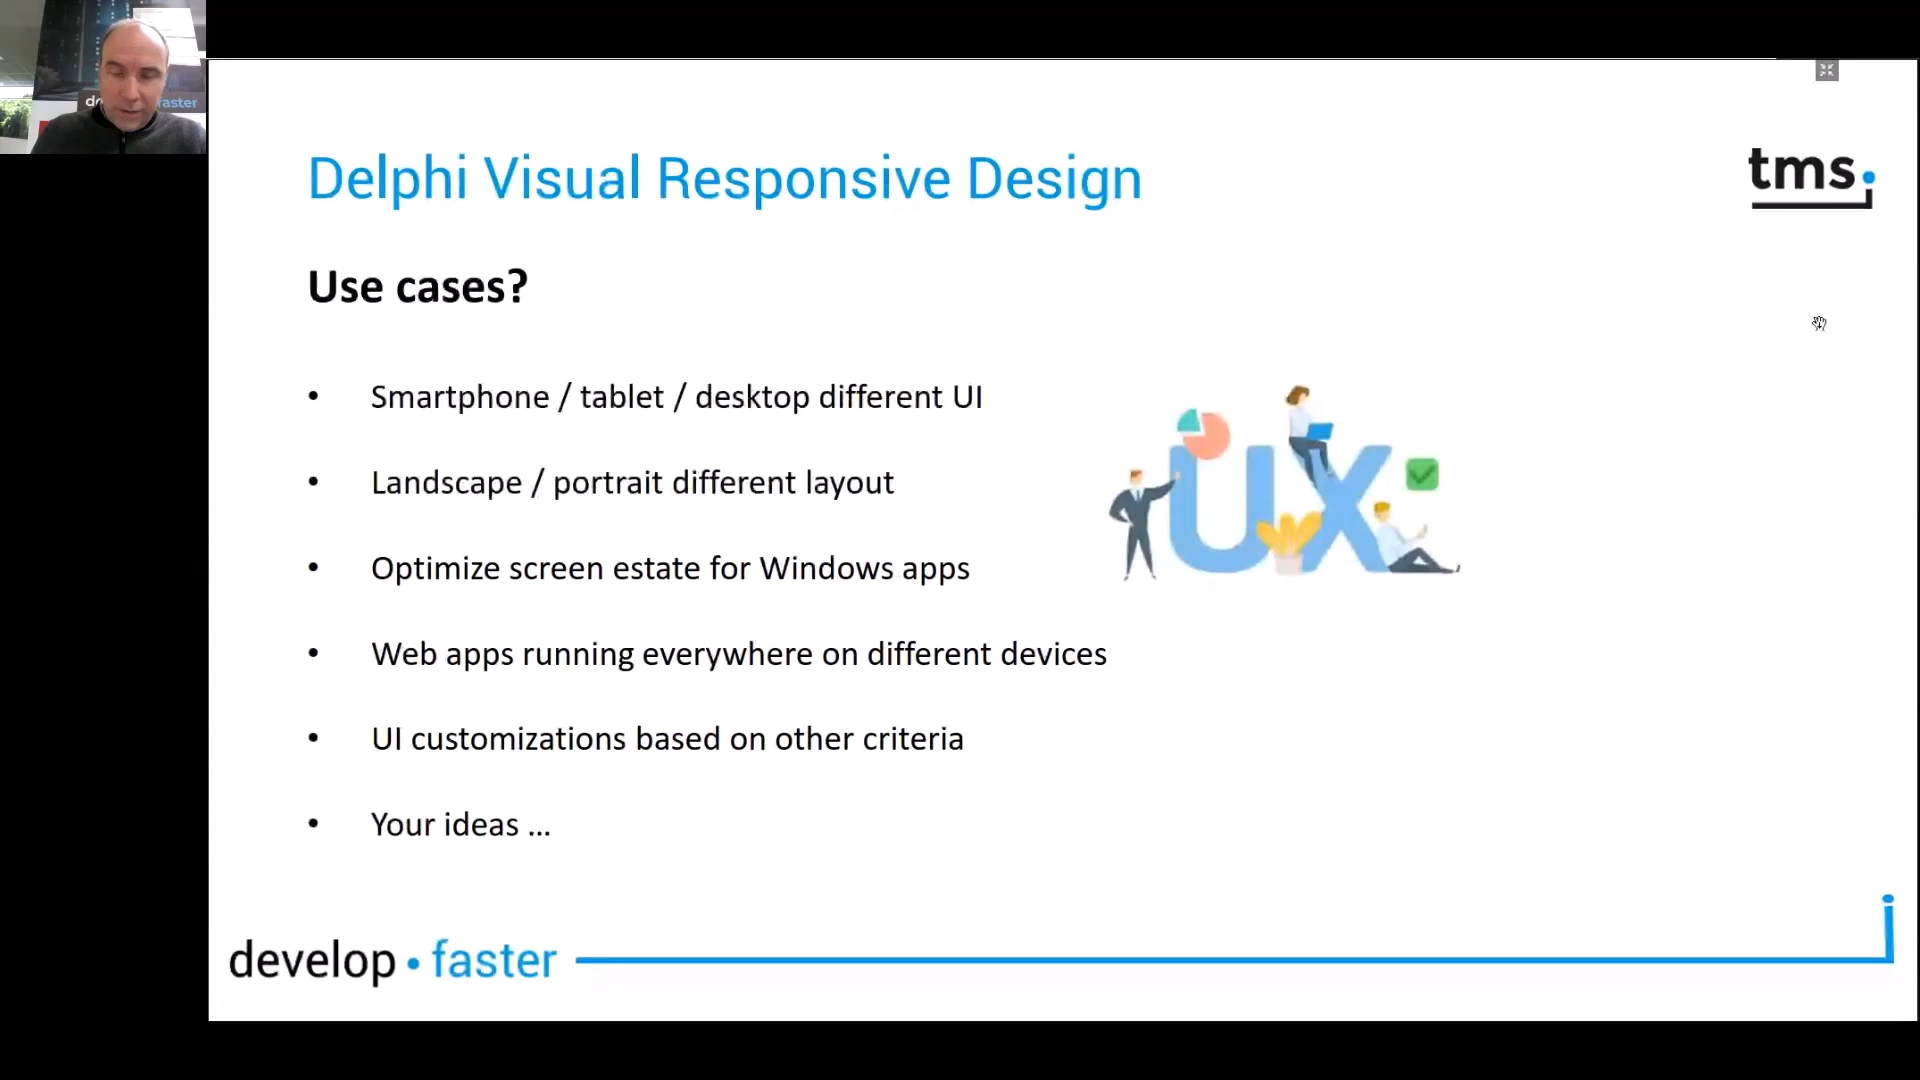 Delphi Visual Responsive Design
tms
Use cases?
• Smartphone / tablet / desktop different UI
• Landscape / portrait different layout
• Optimize screen estate for Windows apps
• Web apps running everywhere on different devices
• UI customizations based on other criteria
• Your ideas ...
UX
develop • faster
faster